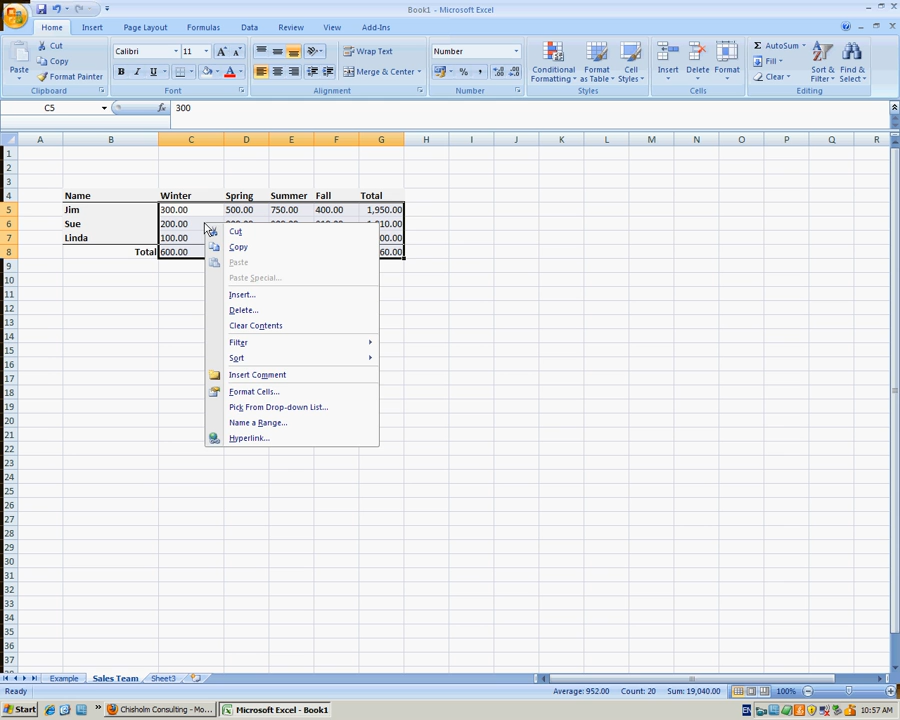 Book1 - Microsoft Excel
Home Insert Page Layout Formulas Data Review View Add-Ins
Cut
Copy
Format Painter
Paste
Clipboard
Calibri 11
B I U
Font
Wrap Text
Merge & Center
Alignment
Number
$ % ,
Number
Conditional Formatting
Format as Table
Cell Styles
Styles
Insert Delete Format
Cells
Σ AutoSum
Fill
Clear
Sort & Filter
Find & Select
Editing
C5 fx 300
A B C D E F G H I J K L M N O P Q R
1
2
3
4 Name Winter Spring Summer Fall Total
5 Jim 300.00 500.00 750.00 400.00 1,950.00
6 Sue 200.00
7 Linda 100.00
8 Total 600.00
Cut
Copy
Paste
Paste Special...
Insert...
Delete...
Clear Contents
Filter
Sort
Insert Comment
Format Cells...
Pick From Drop-down List...
Name a Range...
Hyperlink...
9
10
11
12
13
14
15
16
17
18
19
20
21
22
23
24
25
26
27
28
29
30
31
32
33
34
35
36
37
Example Sales Team Sheet3
Ready Average: 952.00 Count: 20 Sum: 19,040.00 100%
Start Chisholm Consulting - Mo... Microsoft Excel - Book1 EN 10:57 AM